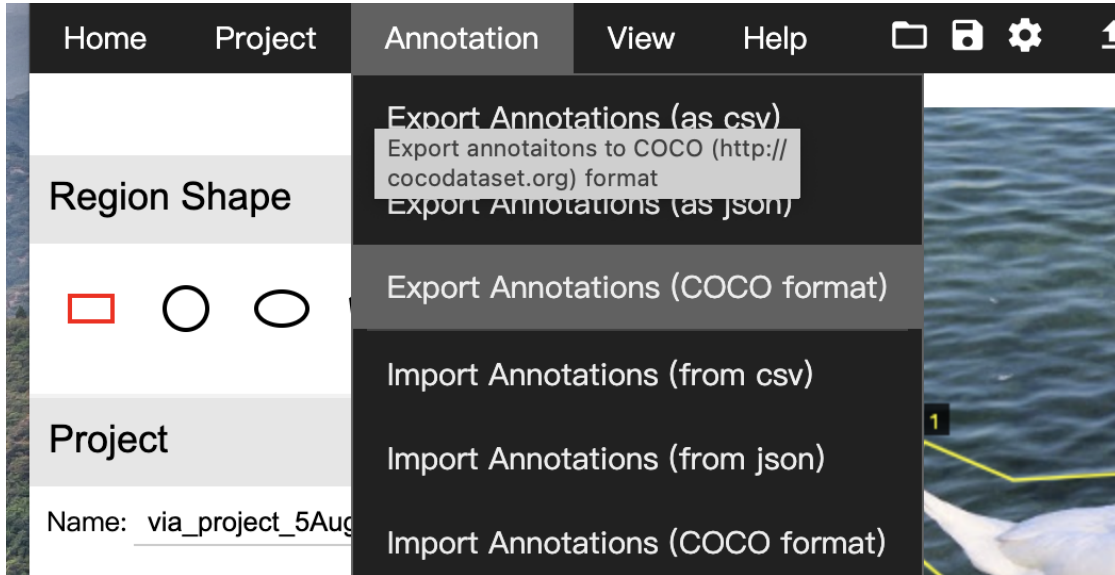 Home Project Annotation View Help
Export Annotations (as csv)
Export annotaitons to COCO (http://
cocodataset.org) format
Export Annotations (as json)
Region Shape
Export Annotations (COCO format)
Import Annotations (from csv)
Project
Import Annotations (from json)
1
Name: via_project_5Aug
Import Annotations (COCO format)